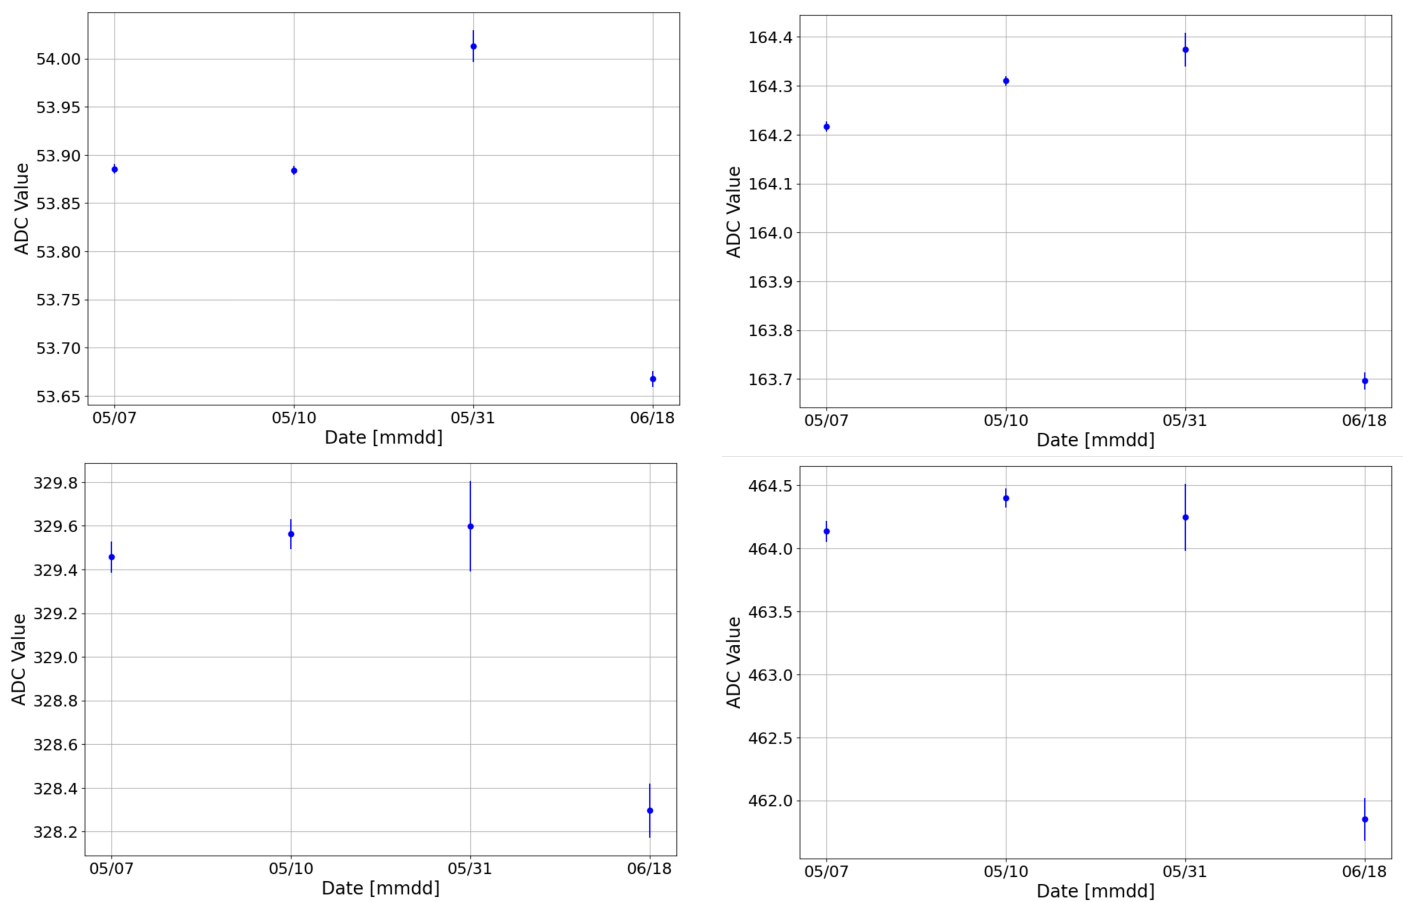 ADC Value
54.00
53.95
53.90
53.85
53.80
53.75
53.70
53.65
05/07 05/10 05/31 06/18
Date [mmdd]
ADC Value
164.4
164.3
164.2
164.1
164.0
163.9
163.8
163.7
05/07 05/10 05/31 06/18
Date [mmdd]
ADC Value
329.8
329.6
329.4
329.2
329.0
328.8
328.6
328.4
328.2
05/07 05/10 05/31 06/18
Date [mmdd]
ADC Value
464.5
464.0
463.5
463.0
462.5
462.0
05/07 05/10 05/31 06/18
Date [mmdd]